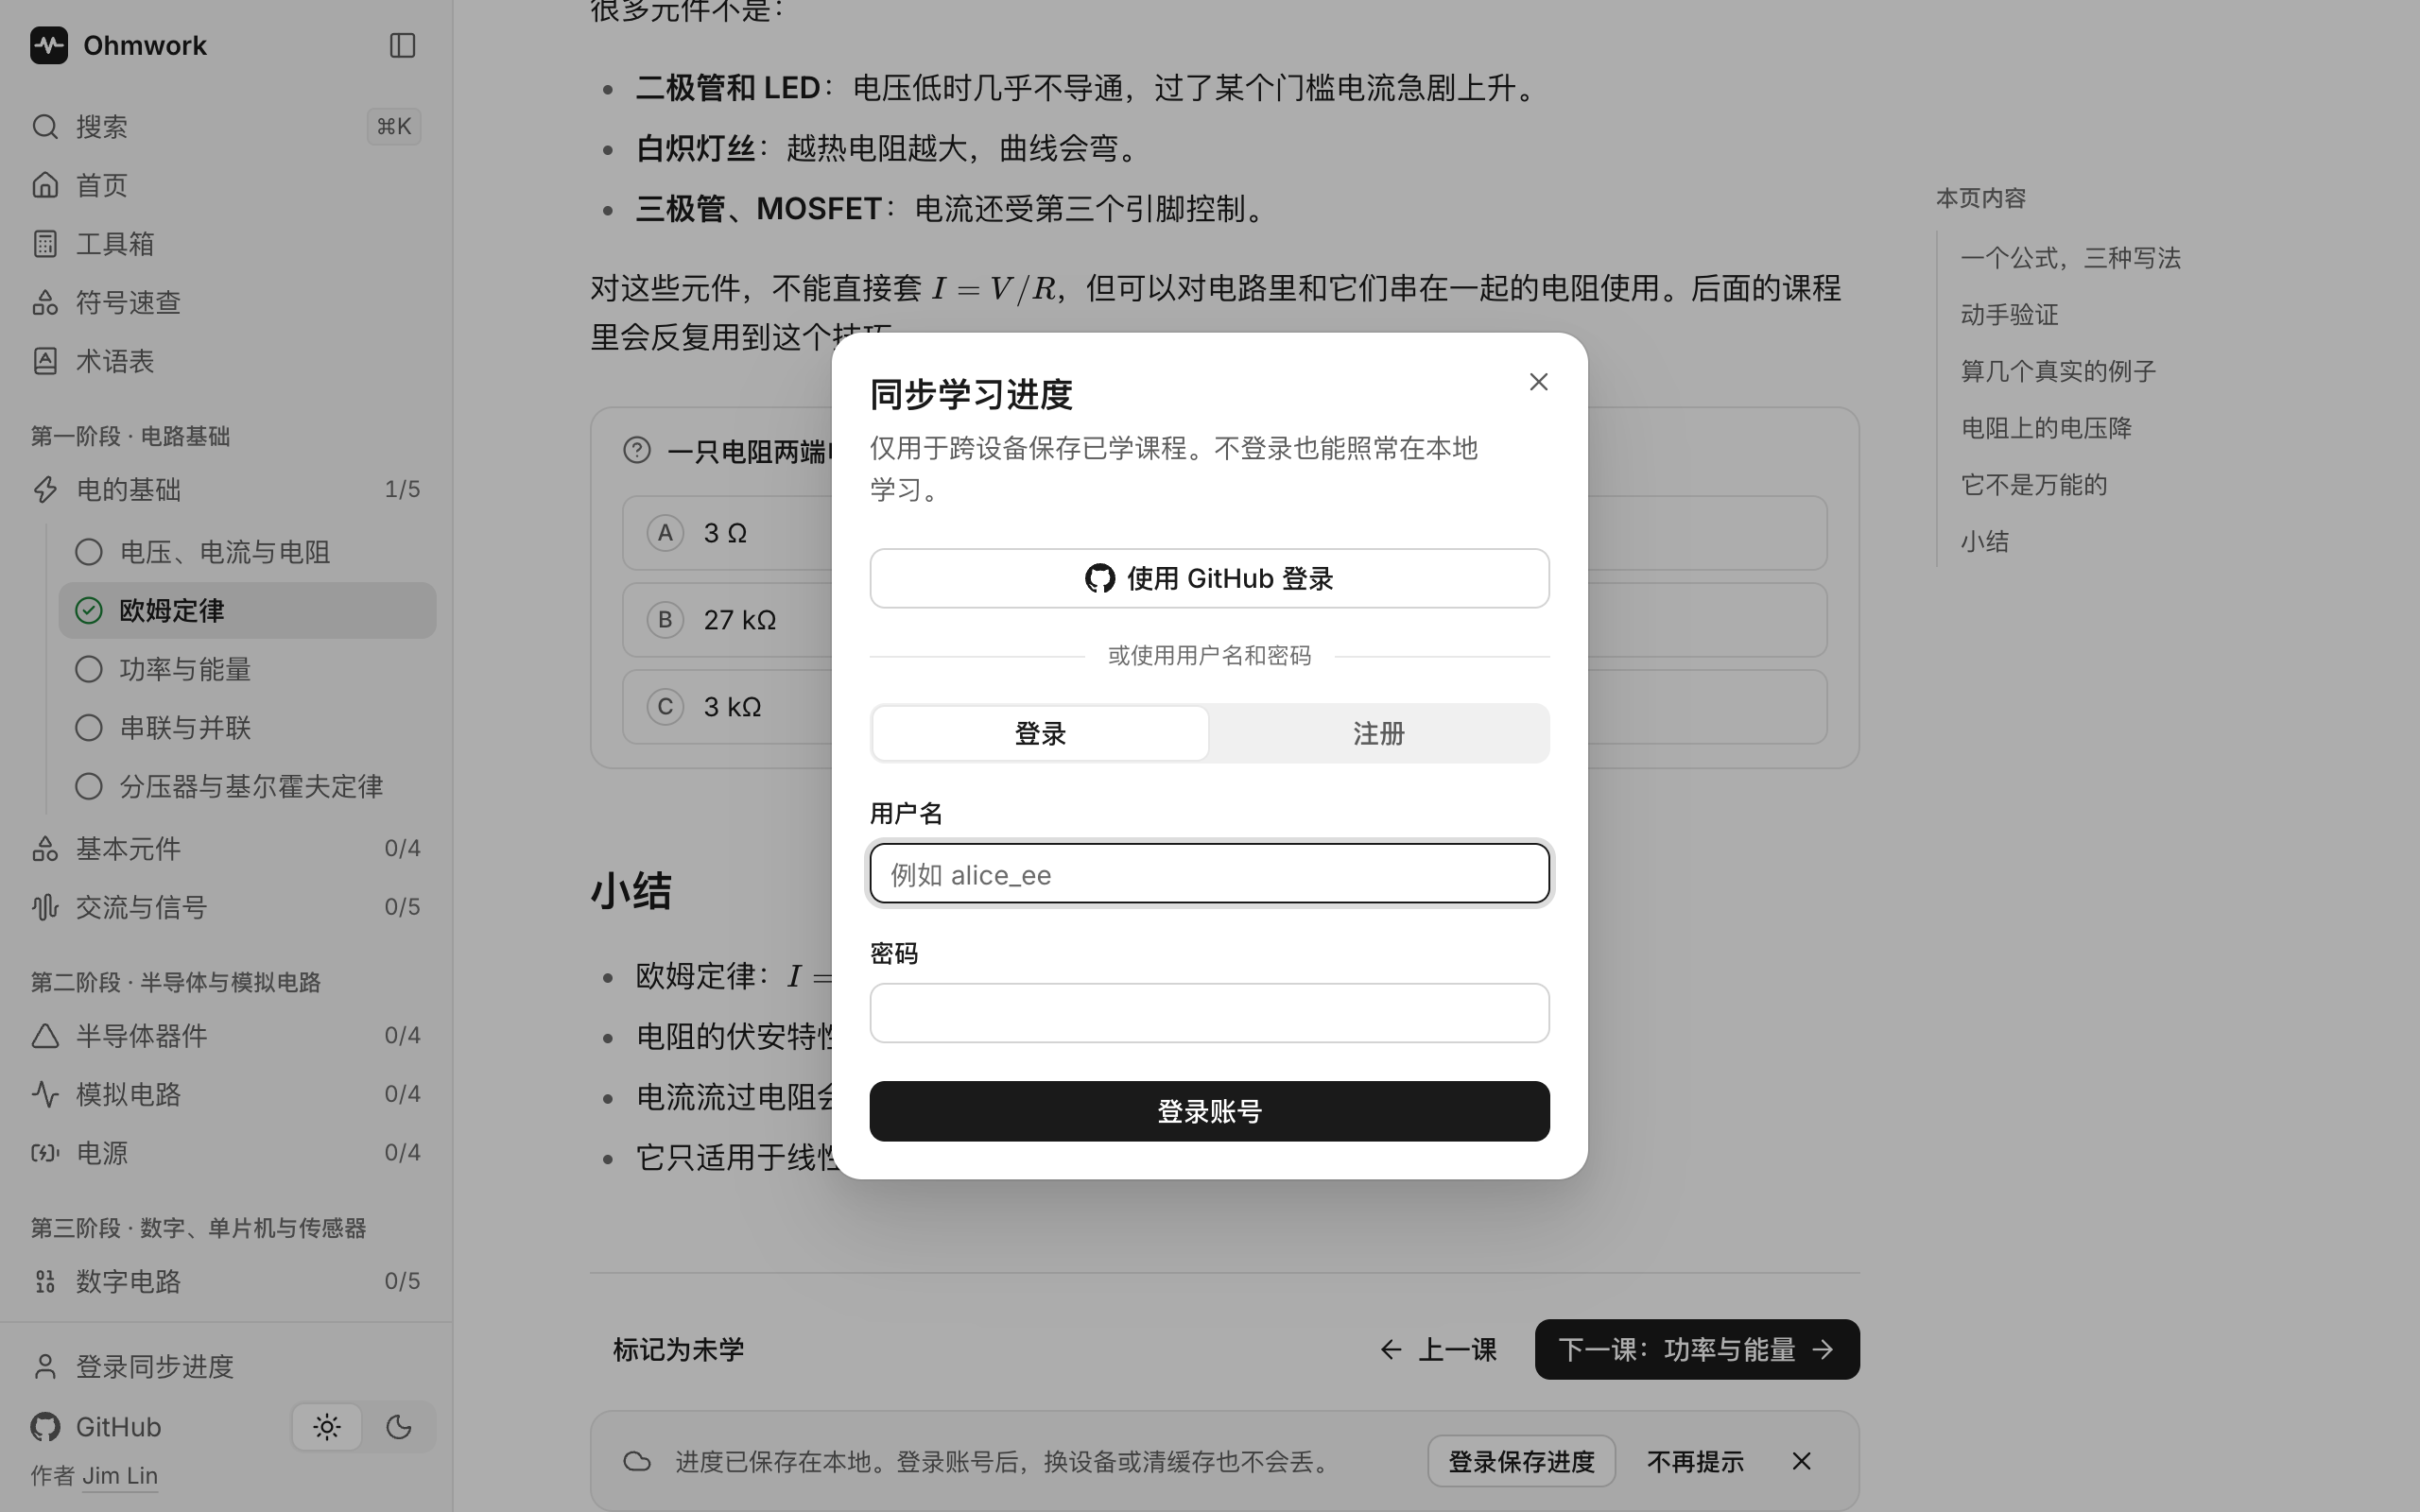 Ohmwork
搜索
⌘K
首页
工具箱
符号速查
术语表
第一阶段 · 电路基础
电的基础 1/5
电压、电流与电阻
欧姆定律
功率与能量
串联与并联
分压器与基尔霍夫定律
基本元件 0/4
交流与信号 0/5
第二阶段 · 半导体与模拟电路
半导体器件 0/4
模拟电路 0/4
电源 0/4
第三阶段 · 数字、单片机与传感器
数字电路 0/5
登录同步进度
GitHub
作者 Jim Lin
很多元件不是：
二极管和 LED：电压低时几乎不导通，过了某个门槛电流急剧上升。
白炽灯丝：越热电阻越大，曲线会弯。
三极管、MOSFET：电流还受第三个引脚控制。
对这些元件，不能直接套 I = V/R，但可以对电路里和它们串在一起的电阻使用。后面的课程
里会反复用到这个技巧
一只电阻两端
A 3 Ω
B 27 kΩ
C 3 kΩ
小结
欧姆定律：I =
电阻的伏安特性
电流流过电阻会
它只适用于线性
标记为未学
上一课
下一课：功率与能量
进度已保存在本地。登录账号后，换设备或清缓存也不会丢。
登录保存进度
不再提示
同步学习进度
仅用于跨设备保存已学课程。不登录也能照常在本地
学习。
使用 GitHub 登录
或使用用户名和密码
登录
注册
用户名
例如 alice_ee
密码
登录账号
本页内容
一个公式，三种写法
动手验证
算几个真实的例子
电阻上的电压降
它不是万能的
小结